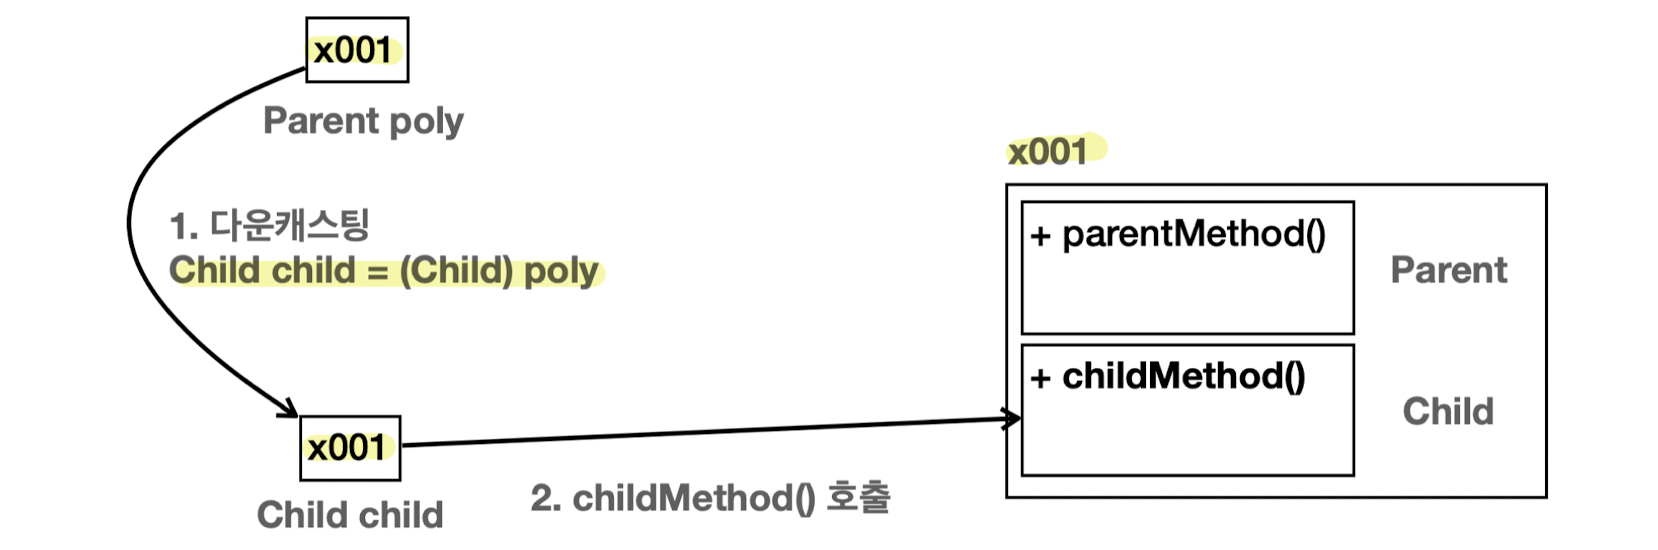 x001
Parent poly
1. 다운캐스팅
Child child = (Child) poly
x001
Child child
2. childMethod() 호출
x001
+ parentMethod()
Parent
+ childMethod()
Child